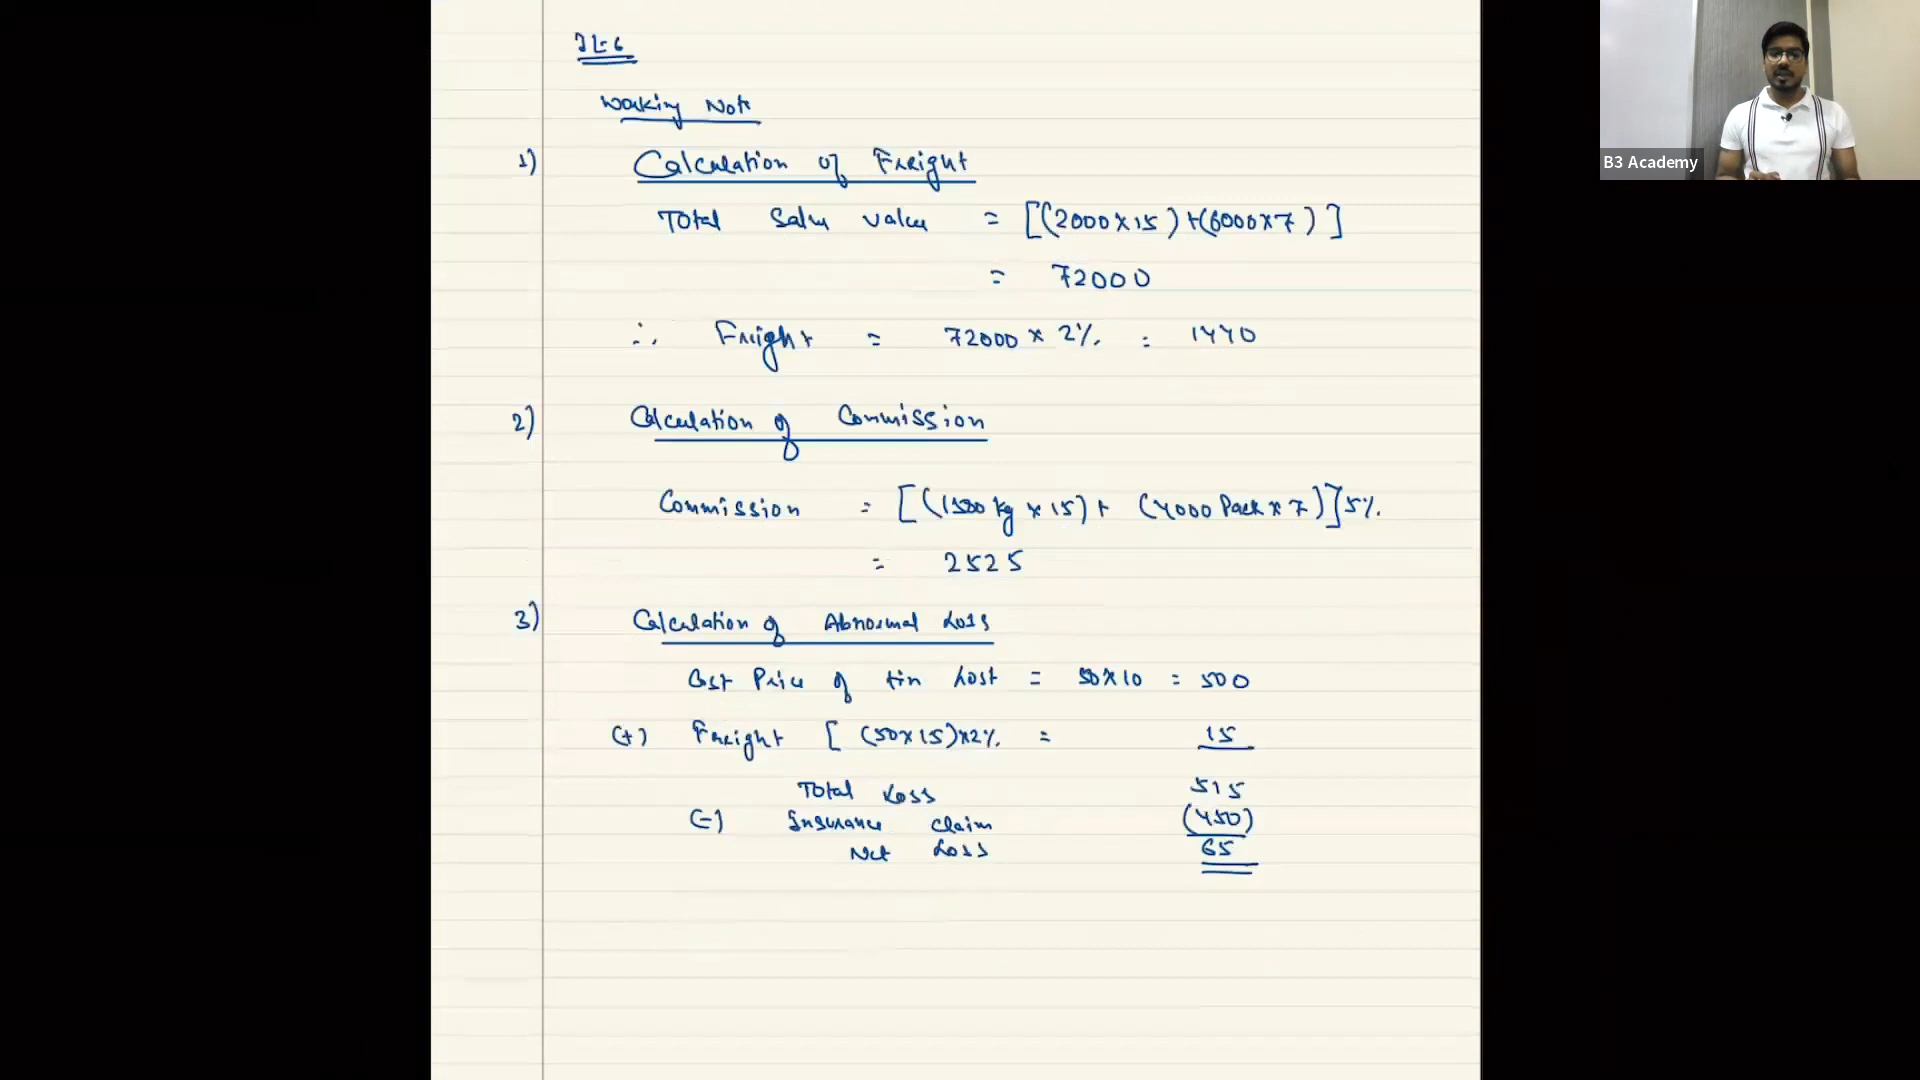 IL-6
Working Note
1) Calculation of Freight
Total Sales value = [(2000 x 15) + (6000 x 7)]
= 72000
∴ Freight = 72000 x 2% = 1440
2) Calculation of Commission
Commission = [(1500 kg x 15) + (4000 Pack x 7)] 5%
= 2525
3) Calculation of Abnormal Loss
Cost Price of tin Lost = 50 x 10 = 500
(+) Freight [ (50 x 15) x 2% = 15
Total Loss 515
(-) Insurance claim (450)
Net Loss 65
B3 Academy